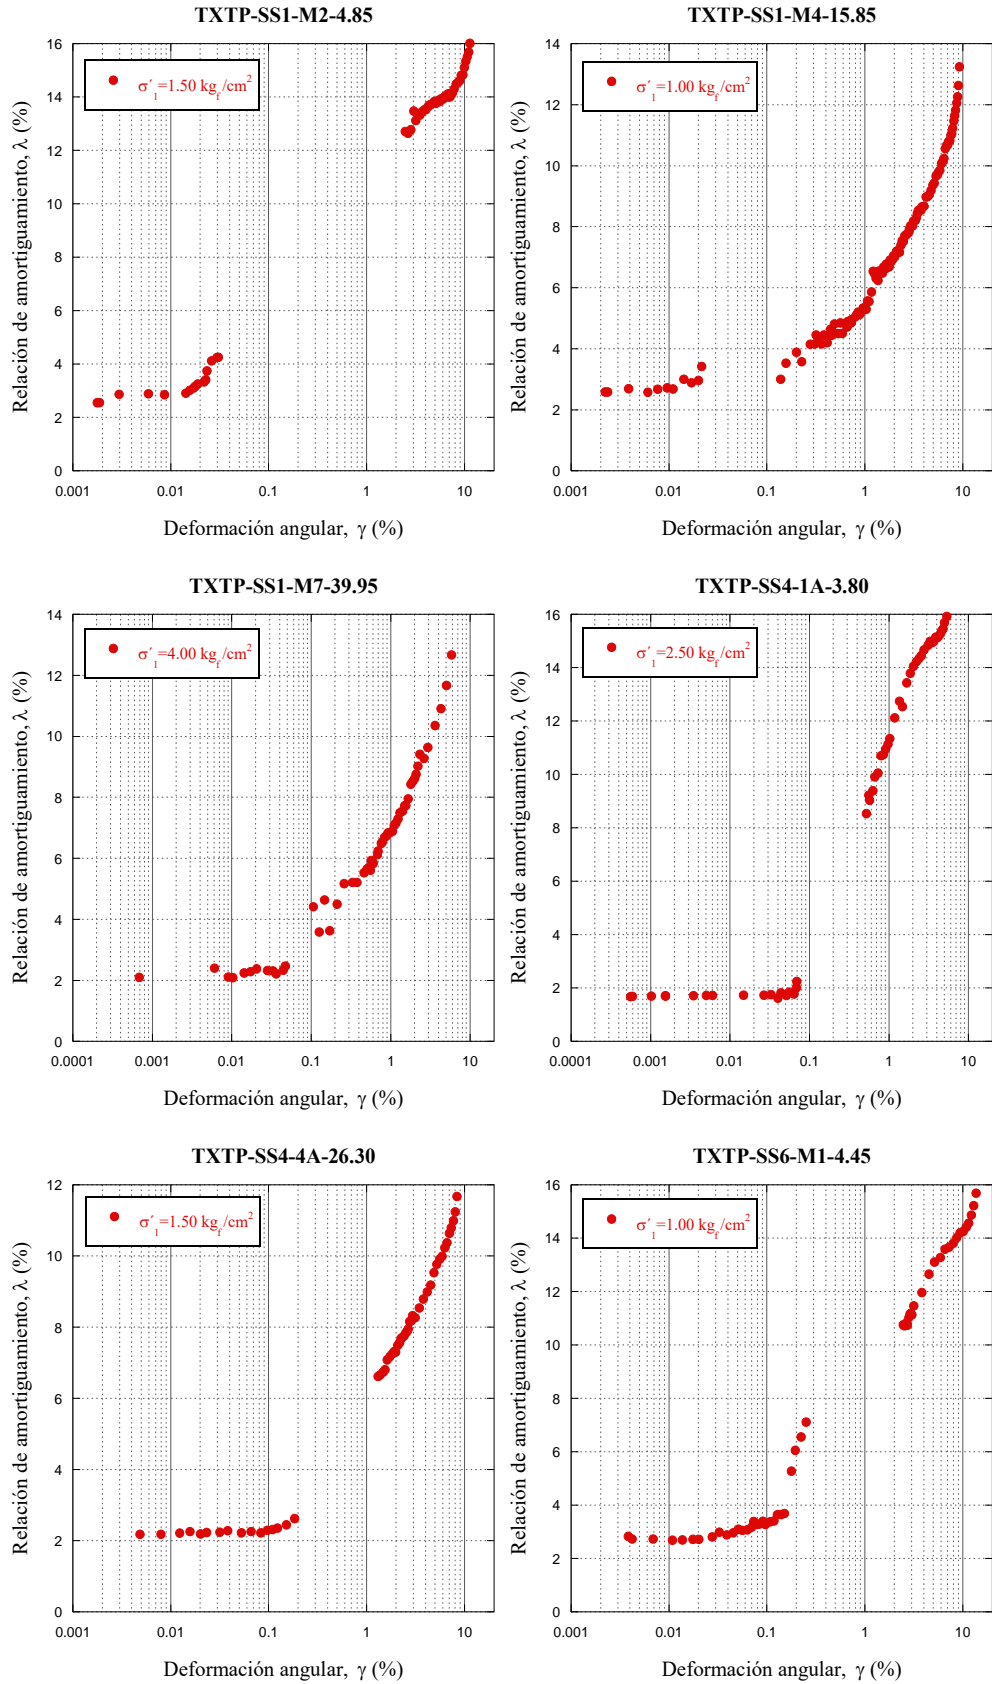 TXTP-SS1-M2-4.85
Relación de amortiguamiento, λ (%)
16
14
12
10
8
6
4
2
0
σ´₁=1.50 kg_f/cm²
0.001 0.01 0.1 1 10
Deformación angular, γ (%)
TXTP-SS1-M4-15.85
Relación de amortiguamiento, λ (%)
14
12
10
8
6
4
2
0
σ´₁=1.00 kg_f/cm²
0.001 0.01 0.1 1 10
Deformación angular, γ (%)
TXTP-SS1-M7-39.95
Relación de amortiguamiento, λ (%)
14
12
10
8
6
4
2
0
σ´₁=4.00 kg_f/cm²
0.0001 0.001 0.01 0.1 1 10
Deformación angular, γ (%)
TXTP-SS4-1A-3.80
Relación de amortiguamiento, λ (%)
16
14
12
10
8
6
4
2
0
σ´₁=2.50 kg_f/cm²
0.0001 0.001 0.01 0.1 1 10
Deformación angular, γ (%)
TXTP-SS4-4A-26.30
Relación de amortiguamiento, λ (%)
12
10
8
6
4
2
0
σ´₁=1.50 kg_f/cm²
0.001 0.01 0.1 1 10
Deformación angular, γ (%)
TXTP-SS6-M1-4.45
Relación de amortiguamiento, λ (%)
16
14
12
10
8
6
4
2
0
σ´₁=1.00 kg_f/cm²
0.001 0.01 0.1 1 10
Deformación angular, γ (%)